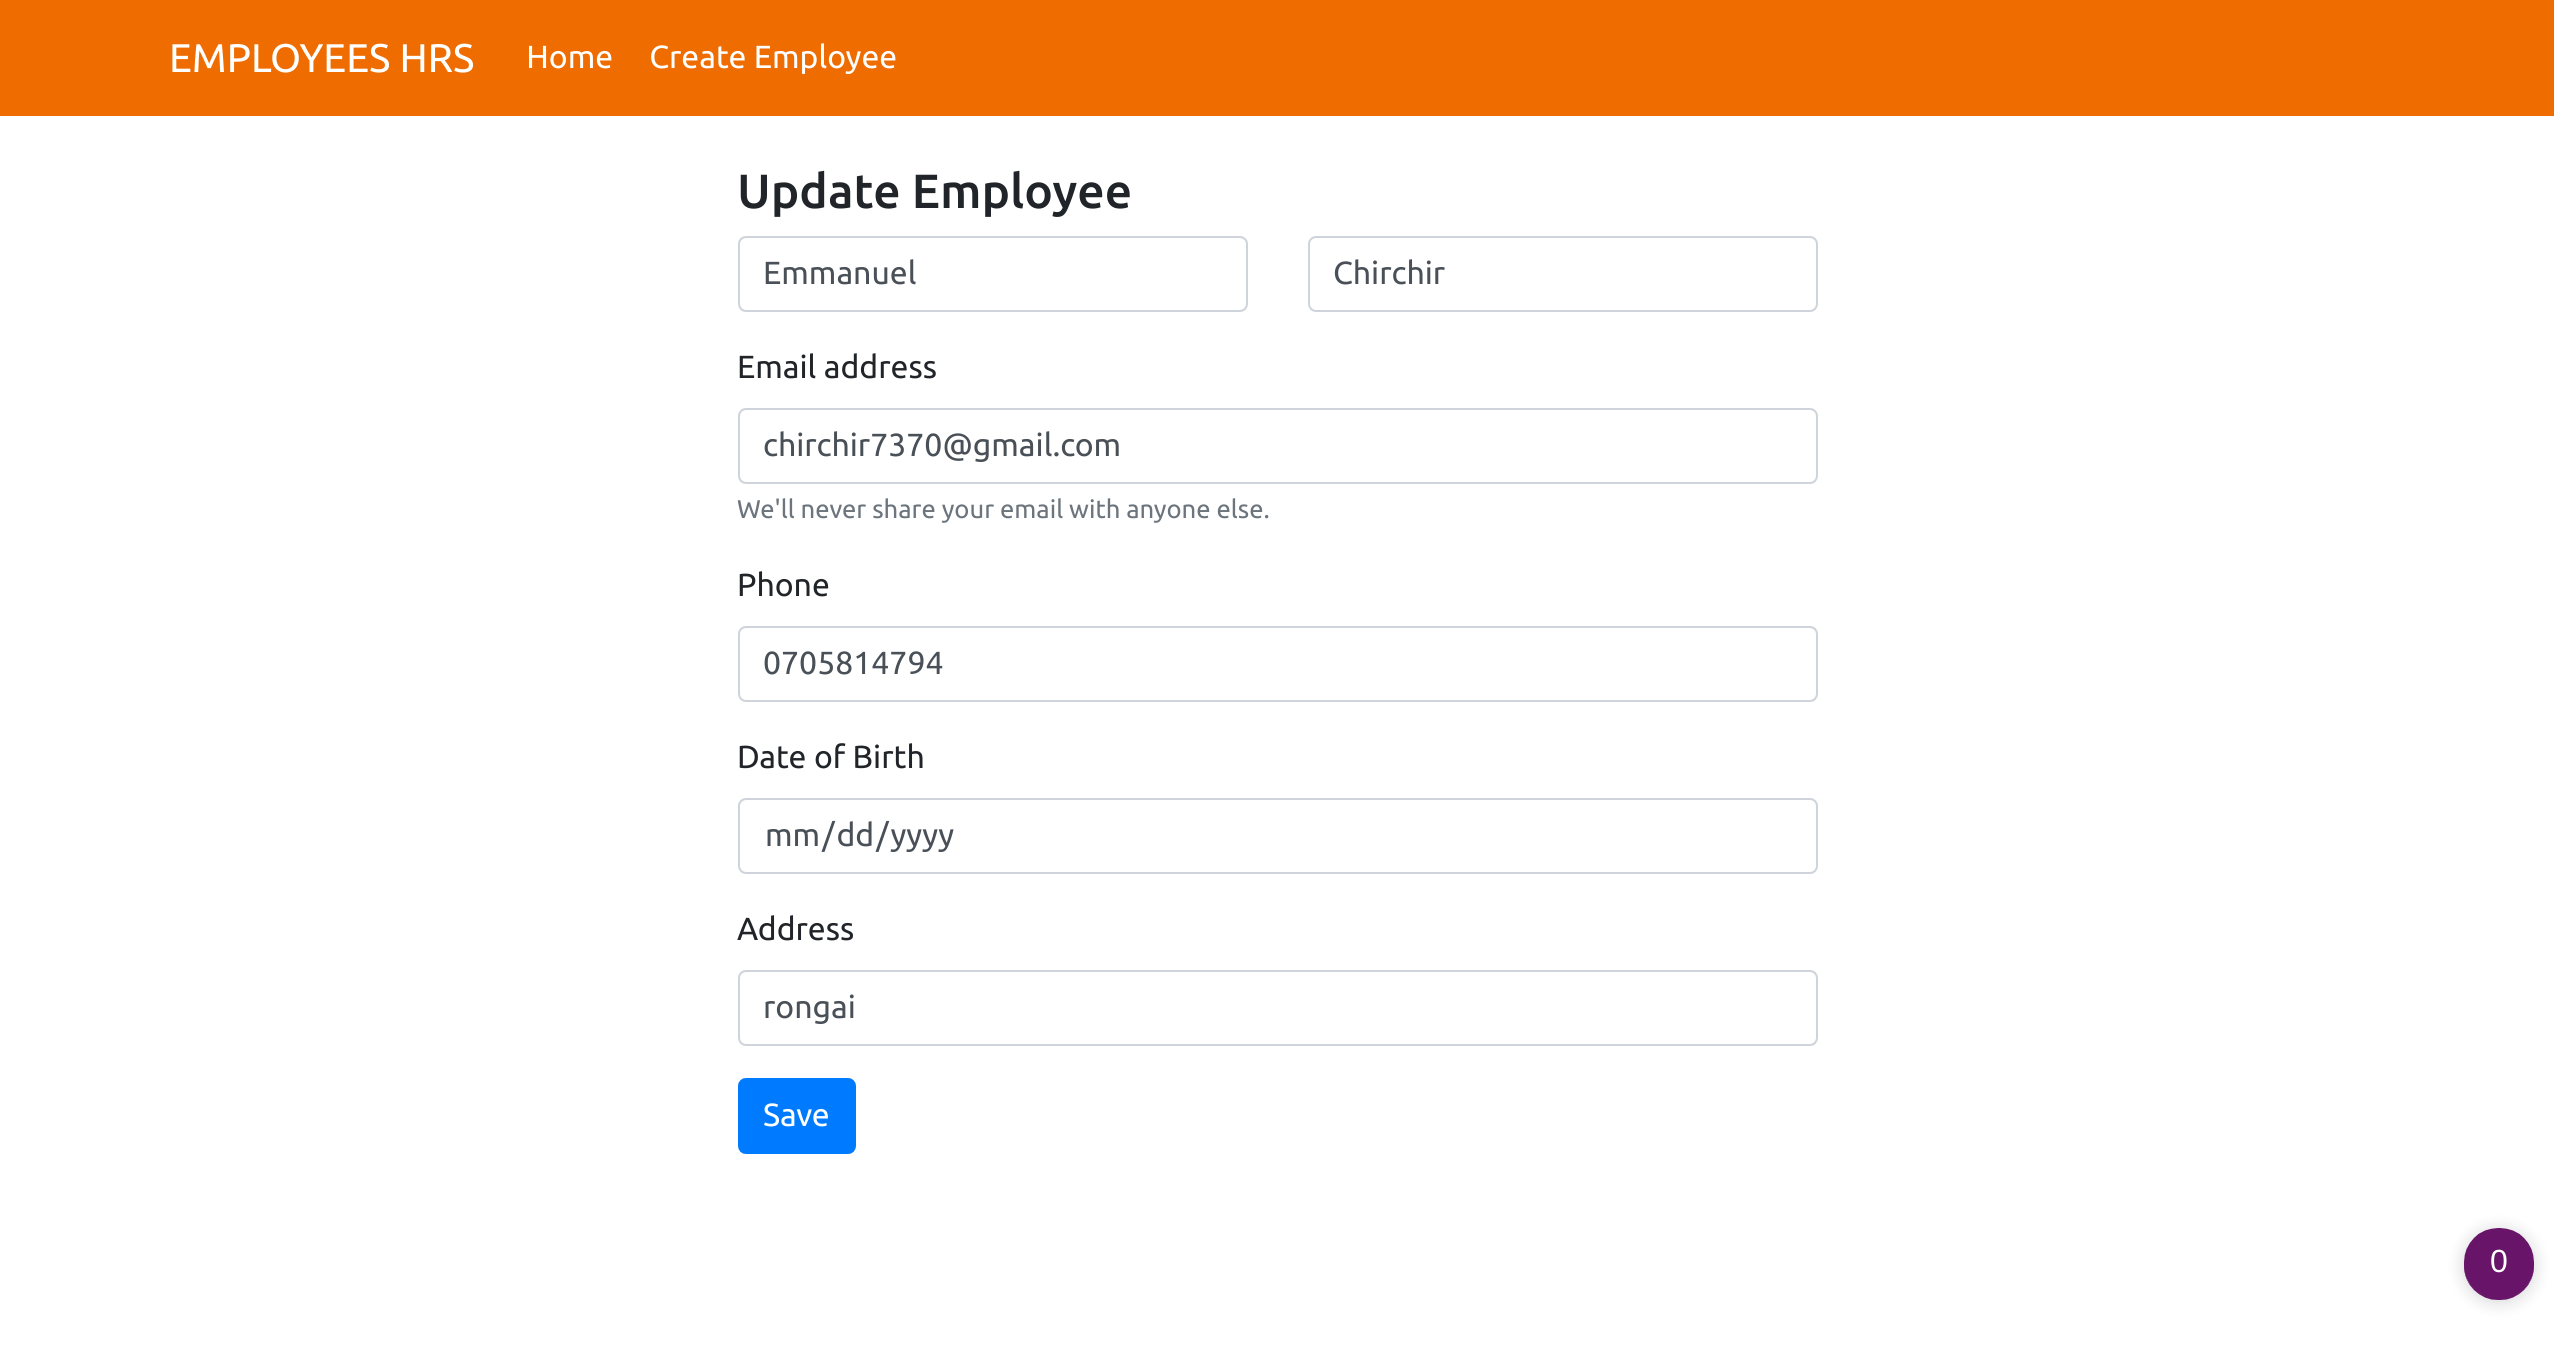 EMPLOYEES HRS Home Create Employee
Update Employee
Emmanuel Chirchir
Email address
chirchir7370@gmail.com
We'll never share your email with anyone else.
Phone
0705814794
Date of Birth
mm/dd/yyyy
Address
rongai
Save
0